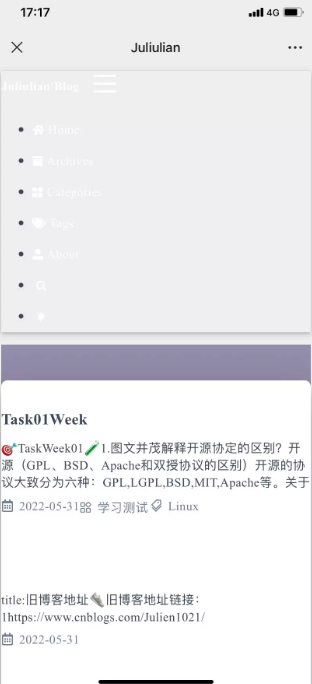 17:17
4G
Juliulian
Juliulian'Blog
Home
Archives
Categories
Tags
About
Task01Week
TaskWeek01 1.图文并茂解释开源协定的区别？开
源（GPL、BSD、Apache和双授协议的区别）开源的协
议大致分为六种：GPL,LGPL,BSD,MIT,Apache等。关于
2022-05-31 学习测试 Linux
title:旧博客地址 旧博客地址链接：
1https://www.cnblogs.com/Julien1021/
2022-05-31